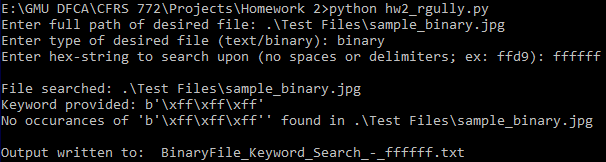 E:\GMU DFCA\CFRS 772\Projects\Homework 2>python hw2_rgully.py
Enter full path of desired file: .\Test Files\sample_binary.jpg
Enter type of desired file (text/binary): binary
Enter hex-string to search upon (no spaces or delimiters; ex: ffd9): ffffff
File searched: .\Test Files\sample_binary.jpg
Keyword provided: b'\xff\xff\xff'
No occurances of 'b'\xff\xff\xff'' found in .\Test Files\sample_binary.jpg
Output written to:  BinaryFile_Keyword_Search_-_ffffff.txt